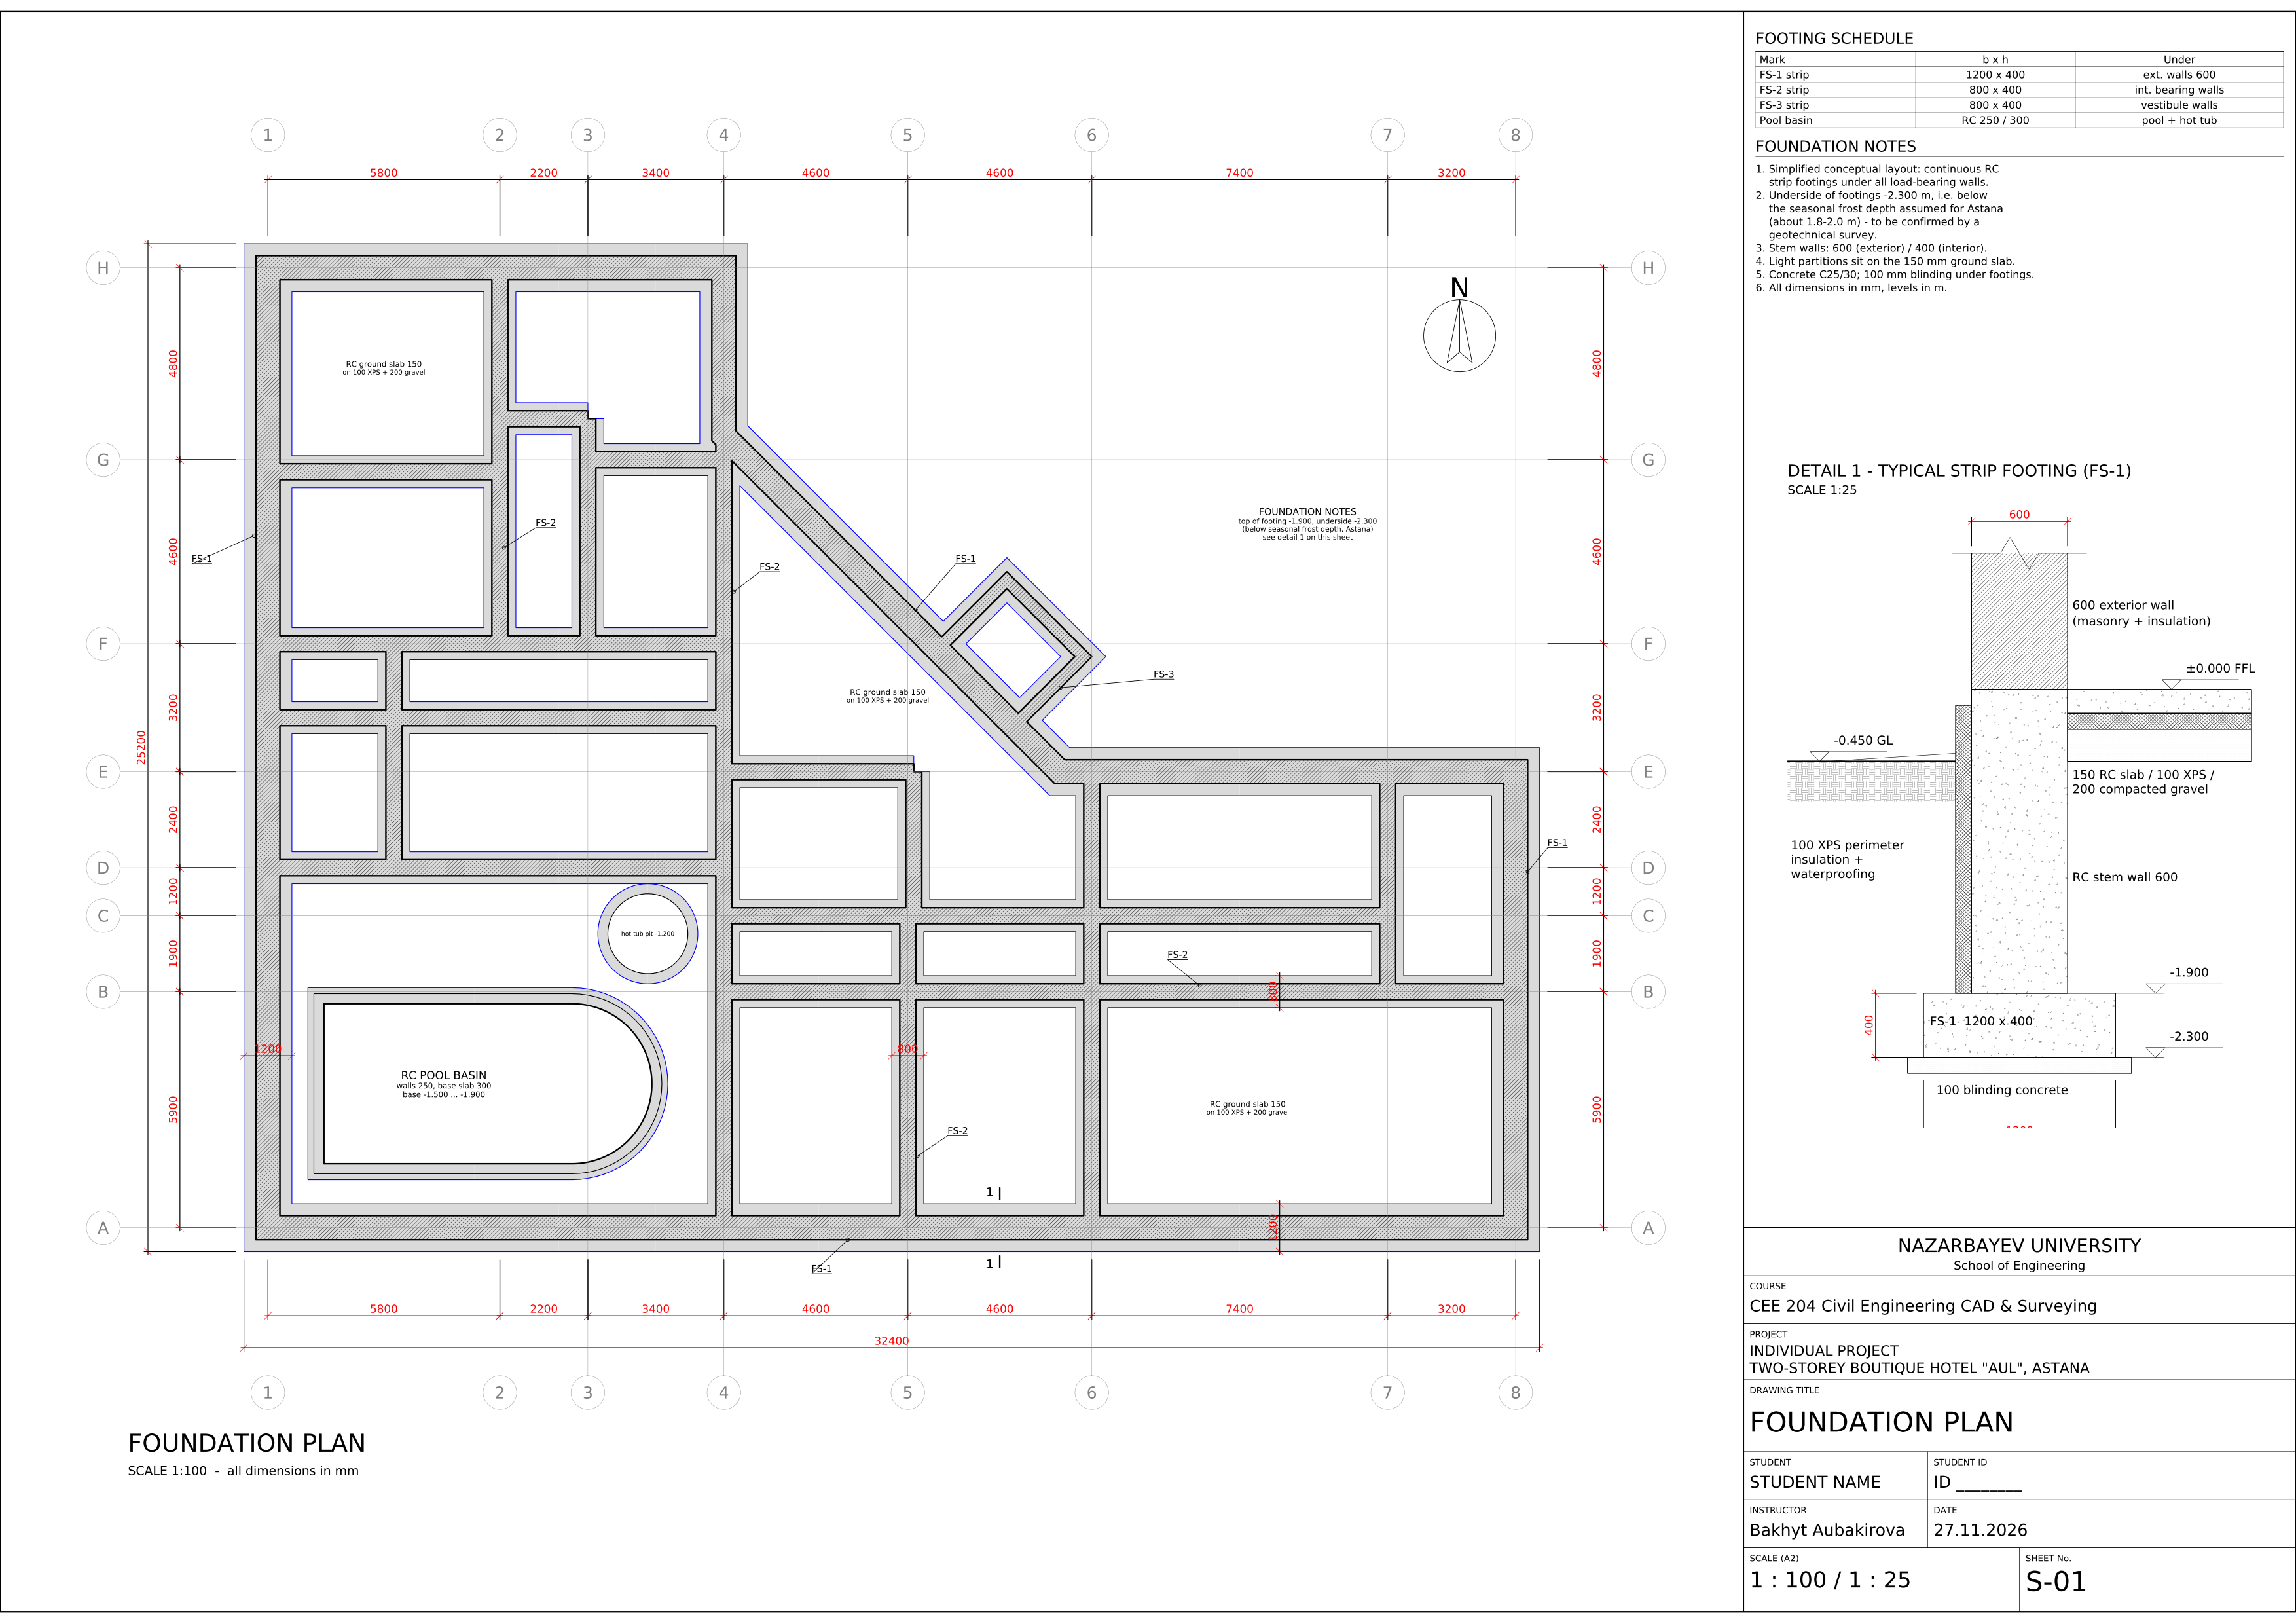 1 2 3 4 5 6 7 8
5800 2200 3400 4600 4600 7400 3200
H
G
F
E
D
C
B
A
4800
4600
3200
2400
1200
1900
5900
25200
N
RC ground slab 150
on 100 XPS + 200 gravel
FS-1
FS-2
FS-2
FS-1
FS-3
FOUNDATION NOTES
top of footing -1.900, underside -2.300
(below seasonal frost depth, Astana)
see detail 1 on this sheet
RC ground slab 150
on 100 XPS + 200 gravel
FS-1
hot-tub pit -1.200
FS-2
800
1200
800
RC POOL BASIN
walls 250, base slab 300
base -1.500 ... -1.900
RC ground slab 150
on 100 XPS + 200 gravel
FS-2
1
1200
1
FS-1
H
G
F
E
D
C
B
A
4800
4600
3200
2400
1200
1900
5900
5800 2200 3400 4600 4600 7400 3200
32400
1 2 3 4 5 6 7 8
FOUNDATION PLAN
SCALE 1:100 - all dimensions in mm
FOOTING SCHEDULE
Mark b x h Under
FS-1 strip 1200 x 400 ext. walls 600
FS-2 strip 800 x 400 int. bearing walls
FS-3 strip 800 x 400 vestibule walls
Pool basin RC 250 / 300 pool + hot tub
FOUNDATION NOTES
1. Simplified conceptual layout: continuous RC
strip footings under all load-bearing walls.
2. Underside of footings -2.300 m, i.e. below
the seasonal frost depth assumed for Astana
(about 1.8-2.0 m) - to be confirmed by a
geotechnical survey.
3. Stem walls: 600 (exterior) / 400 (interior).
4. Light partitions sit on the 150 mm ground slab.
5. Concrete C25/30; 100 mm blinding under footings.
6. All dimensions in mm, levels in m.
DETAIL 1 - TYPICAL STRIP FOOTING (FS-1)
SCALE 1:25
600
600 exterior wall
(masonry + insulation)
±0.000 FFL
-0.450 GL
150 RC slab / 100 XPS /
200 compacted gravel
100 XPS perimeter
insulation +
waterproofing
RC stem wall 600
-1.900
400
FS-1 1200 x 400
-2.300
100 blinding concrete
NAZARBAYEV UNIVERSITY
School of Engineering
COURSE
CEE 204 Civil Engineering CAD & Surveying
PROJECT
INDIVIDUAL PROJECT
TWO-STOREY BOUTIQUE HOTEL "AUL", ASTANA
DRAWING TITLE
FOUNDATION PLAN
STUDENT STUDENT ID
STUDENT NAME ID ________
INSTRUCTOR DATE
Bakhyt Aubakirova 27.11.2026
SCALE (A2) SHEET No.
1 : 100 / 1 : 25 S-01